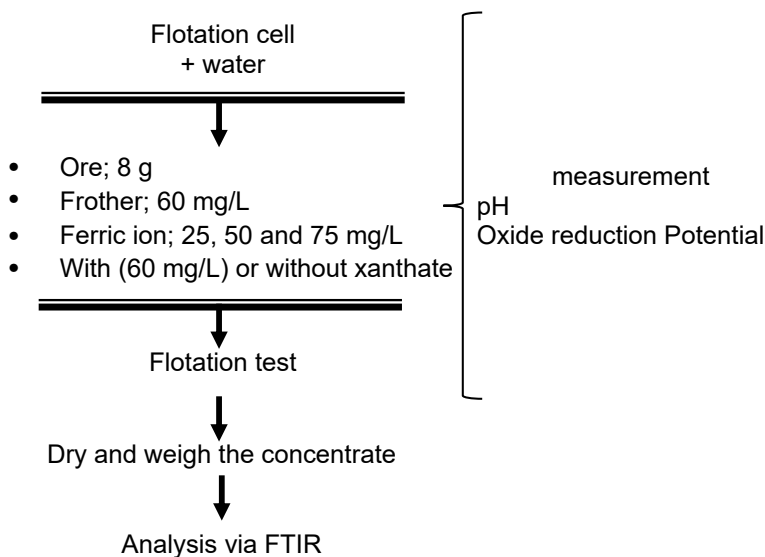 Flotation cell
+ water
• Ore; 8 g
• Frother; 60 mg/L
• Ferric ion; 25, 50 and 75 mg/L
• With (60 mg/L) or without xanthate
measurement
pH
Oxide reduction Potential
Flotation test
Dry and weigh the concentrate
Analysis via FTIR